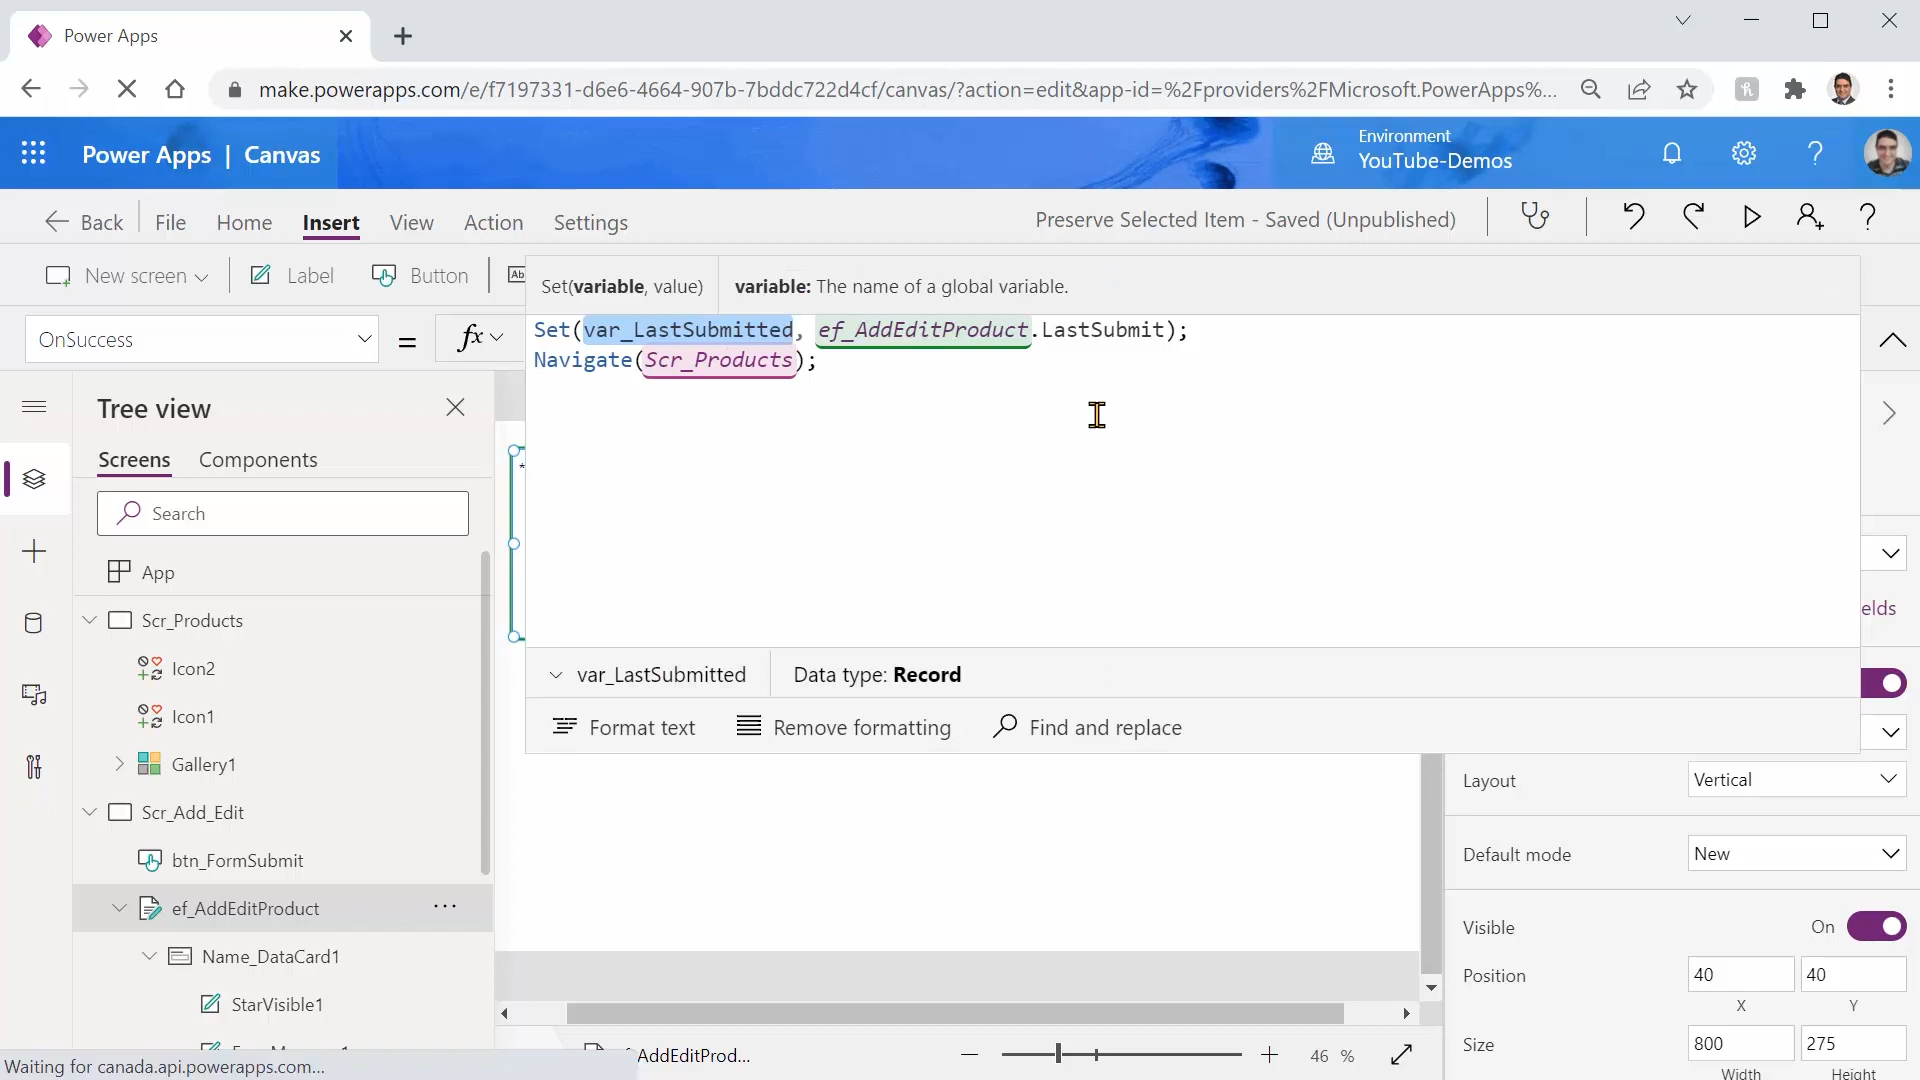 Power Apps
make.powerapps.com/e/f7197331-d6e6-4664-907b-7bddc722d4cf/canvas/?action=edit&app-id=%2Fproviders%2FMicrosoft.PowerApps%...
Power Apps | Canvas
Environment
YouTube-Demos
Back File Home Insert View Action Settings
Preserve Selected Item - Saved (Unpublished)
New screen Label Button Ab
Set(variable, value) variable: The name of a global variable.
OnSuccess = fx
Set(var_LastSubmitted, ef_AddEditProduct.LastSubmit);
Navigate(Scr_Products);
Tree view
Screens Components
Search
App
Scr_Products
Icon2
Icon1
Gallery1
Scr_Add_Edit
btn_FormSubmit
ef_AddEditProduct ...
Name_DataCard1
StarVisible1
*
elds
var_LastSubmitted Data type: Record
Format text Remove formatting Find and replace
Layout Vertical
Default mode New
Visible On
Position 40 40
X Y
Size 800 275
Width Height
AddEditProd...
46 %
Waiting for canada.api.powerapps.com...